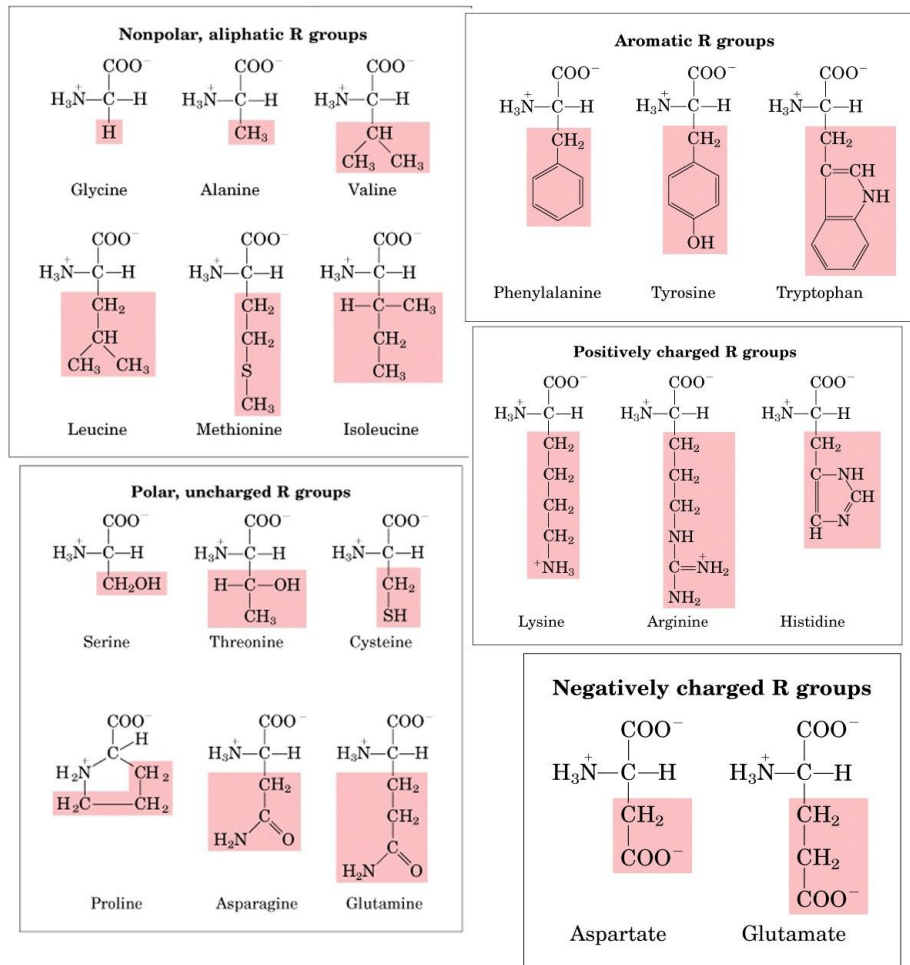 Nonpolar, aliphatic R groups
COO⁻ COO⁻ COO⁻
H₃N⁺—C—H H₃N⁺—C—H H₃N⁺—C—H
H CH₃ CH
CH₃ CH₃
Glycine Alanine Valine
COO⁻ COO⁻ COO⁻
H₃N⁺—C—H H₃N⁺—C—H H₃N⁺—C—H
CH₂ CH₂ H—C—CH₃
CH CH₂ CH₂
CH₃ CH₃ S CH₃
CH₃
Leucine Methionine Isoleucine
Aromatic R groups
COO⁻ COO⁻ COO⁻
H₃N⁺—C—H H₃N⁺—C—H H₃N⁺—C—H
CH₂ CH₂ CH₂
C=CH
NH
OH
Phenylalanine Tyrosine Tryptophan
Positively charged R groups
COO⁻ COO⁻ COO⁻
H₃N⁺—C—H H₃N⁺—C—H H₃N⁺—C—H
CH₂ CH₂ CH₂
CH₂ CH₂ C—NH
CH₂ CH₂ CH
CH₂ NH C—N
⁺NH₃ C=⁺NH₂ H
NH₂
Lysine Arginine Histidine
Polar, uncharged R groups
COO⁻ COO⁻ COO⁻
H₃N⁺—C—H H₃N⁺—C—H H₃N⁺—C—H
CH₂OH H—C—OH CH₂
CH₃ SH
Serine Threonine Cysteine
COO⁻ COO⁻ COO⁻
H
C H₃N⁺—C—H H₃N⁺—C—H
H₂N⁺ CH₂ CH₂ CH₂
H₂C—CH₂ C CH₂
H₂N O C
H₂N O
Proline Asparagine Glutamine
Negatively charged R groups
COO⁻ COO⁻
H₃N⁺—C—H H₃N⁺—C—H
CH₂ CH₂
COO⁻ CH₂
COO⁻
Aspartate Glutamate